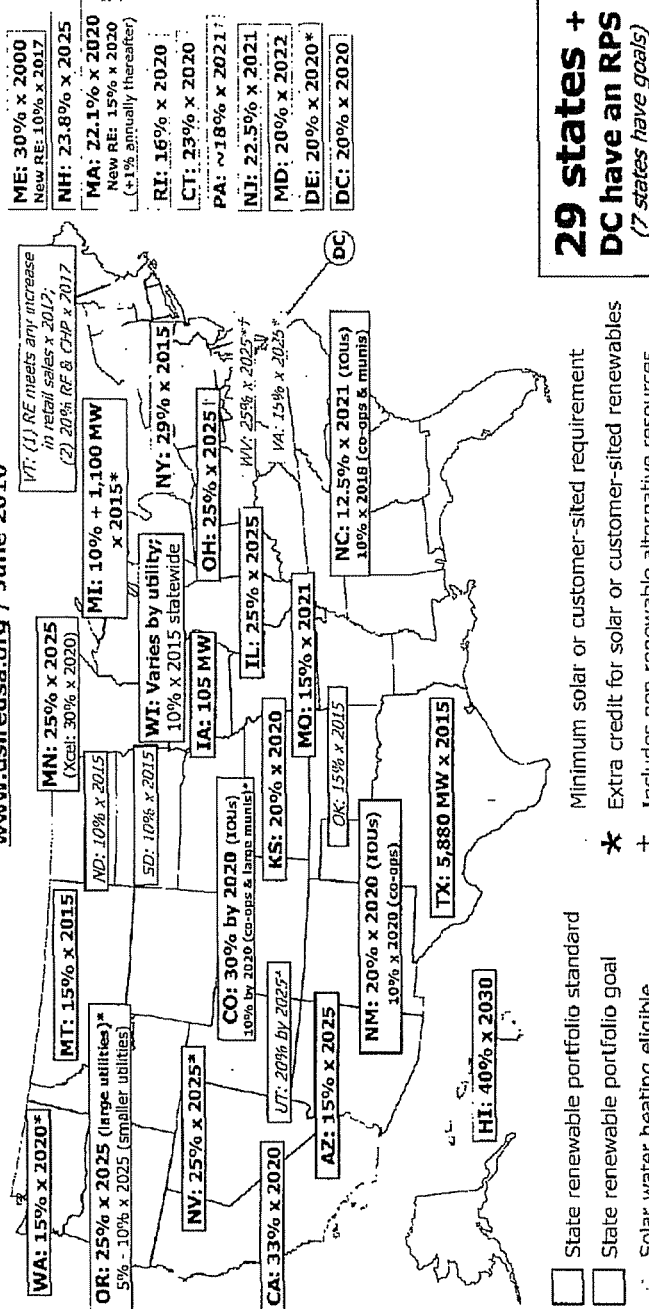 www.dsireusa.org / June 2010
WA: 15% x 2020*
OR: 25% x 2025 (large utilities)*
5% - 10% x 2025 (smaller utilities)
MT: 15% x 2015
NV: 25% x 2025*
CA: 33% x 2020
UT: 20% by 2025*
AZ: 15% x 2025
ND: 10% x 2015
SD: 10% x 2015
CO: 30% by 2020 (IOUs)
10% by 2020 (co-ops & large munis)*
NM: 20% x 2020 (IOUs)
10% x 2020 (co-ops)
HI: 40% x 2030
MN: 25% x 2025
(Xcel: 30% x 2020)
WI: Varies by utility;
10% x 2015 statewide
IA: 105 MW
KS: 20% x 2020
OK: 15% x 2015
TX: 5,880 MW x 2015
MI: 10% + 1,100 MW
x 2015*
IL: 25% x 2025
MO: 15% x 2021
OH: 25% x 2025†
NY: 29% x 2015
VT: (1) RE meets any increase
in retail sales x 2012;
(2) 20% RE & CHP x 2017
WV: 25% x 2025*†
VA: 15% x 2025*
NC: 12.5% x 2021 (IOUs)
10% x 2018 (co-ops & munis)
DC
ME: 30% x 2000
New RE: 10% x 2017
NH: 23.8% x 2025
MA: 22.1% x 2020
New RE: 15% x 2020
(+1% annually thereafter)
RI: 16% x 2020
CT: 23% x 2020
PA: ~18% x 2021†
NJ: 22.5% x 2021
MD: 20% x 2022
DE: 20% x 2020*
DC: 20% x 2020
State renewable portfolio standard
State renewable portfolio goal
Solar water heating eligible
Minimum solar or customer-sited requirement
* Extra credit for solar or customer-sited renewables
† Includes non-renewable alternative resources
29 states +
DC have an RPS
(7 states have goals)